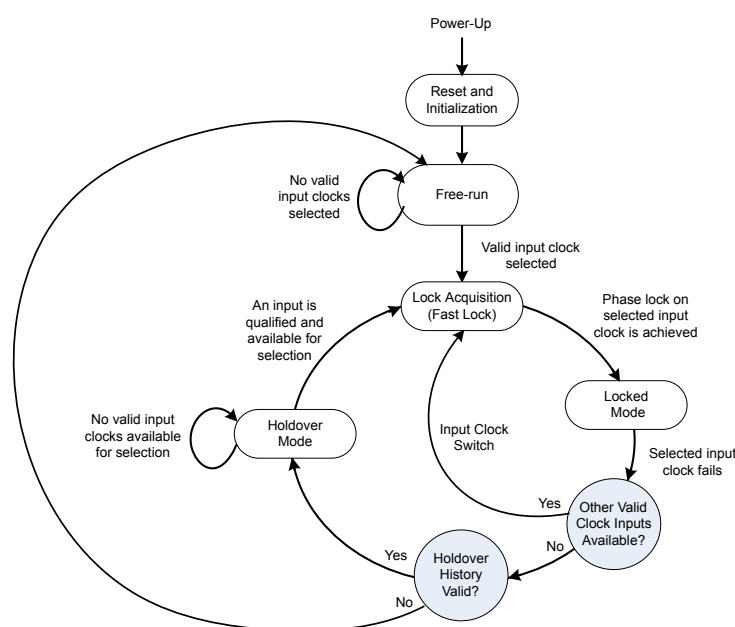 Power-Up
Reset and
Initialization
No valid
input clocks
selected
Free-run
Valid input clock
selected
An input is
qualified and
available for
selection
Lock Acquisition
(Fast Lock)
Phase lock on
selected input
clock is achieved
No valid input
clocks available
for selection
Holdover
Mode
Input Clock
Switch
Locked
Mode
Selected input
clock fails
Yes
Other Valid
Clock Inputs
Available?
No
Yes
Holdover
History
Valid?
No